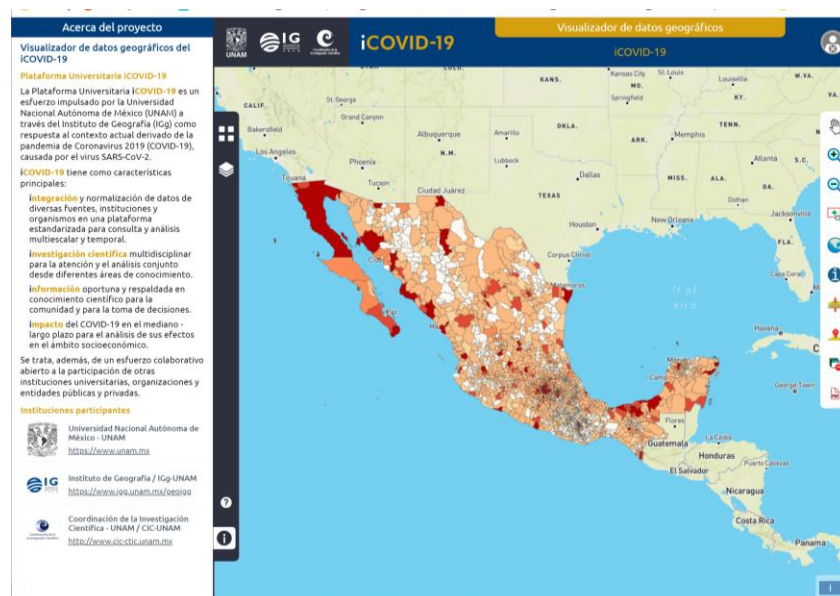 Acerca del proyecto
Visualizador de datos geográficos del
iCOVID-19
Plataforma Universitaria iCOVID-19
La Plataforma Universitaria iCOVID-19 es un
esfuerzo impulsado por la Universidad
Nacional Autónoma de México (UNAM) a
través del Instituto de Geografía (IGg) como
respuesta al contexto actual derivado de la
pandemia de Coronavirus 2019 (COVID-19),
causada por el virus SARS-CoV-2.
iCOVID-19 tiene como características
principales:
integración y normalización de datos de
diversas fuentes, instituciones y
organismos en una plataforma
estandarizada para consulta y análisis
multiescalar y temporal.
investigación científica multidisciplinar
para la atención y el análisis conjunto
desde diferentes áreas de conocimiento.
información oportuna y respaldada en
conocimiento científico para la
comunidad y para la toma de decisiones.
impacto del COVID-19 en el mediano -
largo plazo para el análisis de sus efectos
en el ámbito socioeconómico.
Se trata, además, de un esfuerzo colaborativo
abierto a la participación de otras
instituciones universitarias, organizaciones y
entidades públicas y privadas.
Instituciones participantes
Universidad Nacional Autónoma de
México - UNAM
https://www.unam.mx
IG
Instituto de Geografía / IGg-UNAM
https://www.igg.unam.mx/geoigg
Coordinación de la Investigación
Científica - UNAM / CIC-UNAM
http://www.cic-ctic.unam.mx
UNAM
IG
iCOVID-19
Visualizador de datos geográficos
iCOVID-19
CALIF.
St. George
KANS.
Kansas City
St. Louis
Louisville
W.VA.
MO.
Springfield
KY.
VA.
Bakersfield
Grand Canyon
Albuquerque
Amarillo
OKLA.
TENN.
Memphis
ARK.
Los Angeles
N.M.
Lubbock
Atlanta
S.C.
Phoenix
Dallas
MISS.
ALA.
GA.
Tijuana
Tucson
Ciudad Juárez
TEXAS
Dothan
Jacksonville
Houston
New Orleans
FLA.
Corpus Christi
Cape Coral
Matamoros
Havana
George Town
Flores
La Ceiba
Guatemala
Honduras
Puerto Cabezas
El Salvador
Nicaragua
Costa Rica
Panama